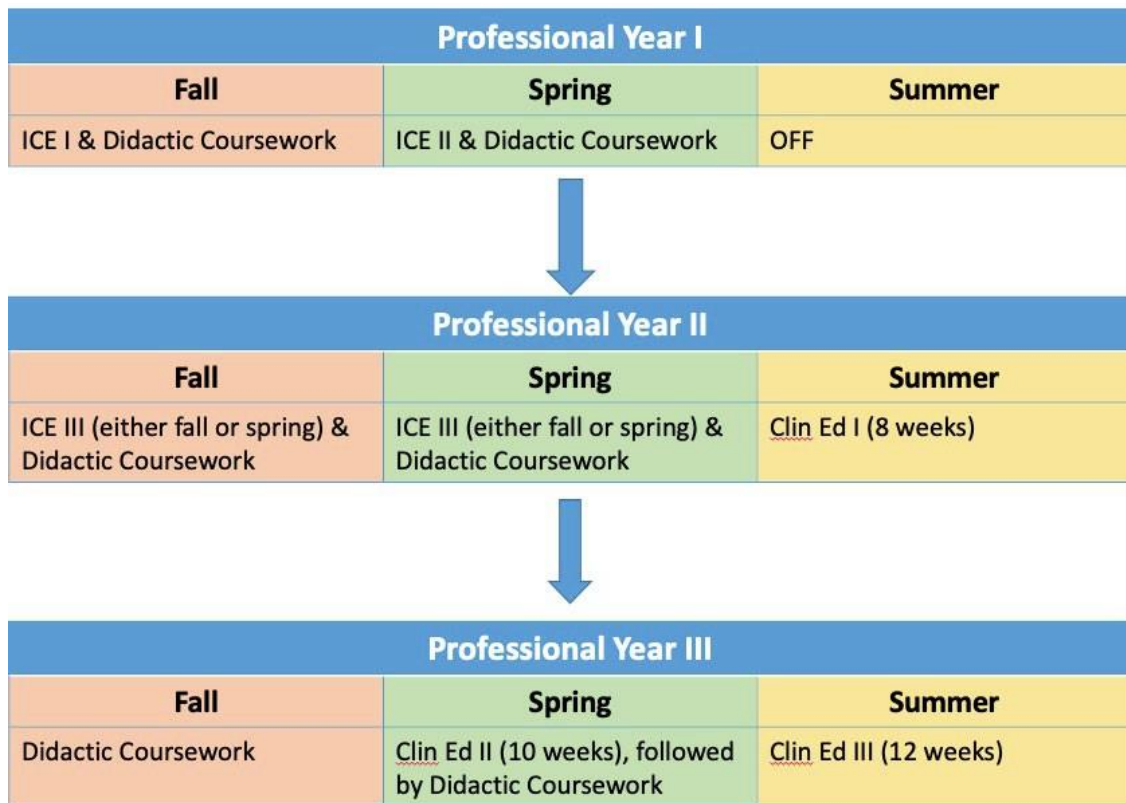 Professional Year I
Fall
Spring
Summer
ICE I & Didactic Coursework
ICE II & Didactic Coursework
OFF
Professional Year II
Fall
Spring
Summer
ICE III (either fall or spring) &
Didactic Coursework
ICE III (either fall or spring) &
Didactic Coursework
Clin Ed I (8 weeks)
Professional Year III
Fall
Spring
Summer
Didactic Coursework
Clin Ed II (10 weeks), followed
by Didactic Coursework
Clin Ed III (12 weeks)